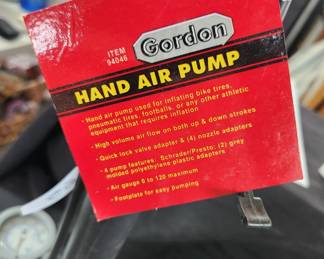 ITEM
94046
Gordon
HAND AIR PUMP
• Hand air pump used for inflating bike tires,
pneumatic tires, footballs, or any other athletic
equipment that requires inflation
• High volume air flow on both up & down strokes
• Quick lock valve adapter & (4) nozzle adapters
• 4 pump features: Schrader/Presto: (2) grey
molded polyethylene plastic adapters
• Air gauge 0 to 120 maximum
• Footplate for easy pumping